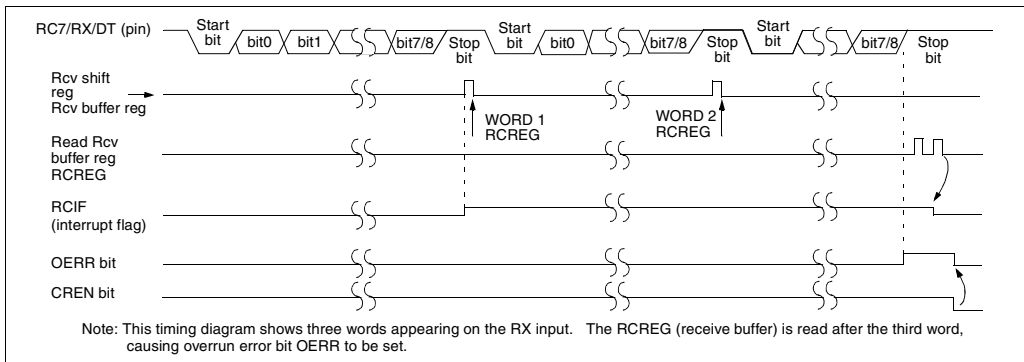 RC7/RX/DT (pin)
Start
bit
bit0
bit1
bit7/8
Stop
bit
Start
bit
bit0
bit7/8
Stop
bit
Start
bit
bit7/8
Stop
bit
Rcv shift
reg
Rcv buffer reg
WORD 1
RCREG
WORD 2
RCREG
Read Rcv
buffer reg
RCREG
RCIF
(interrupt flag)
OERR bit
CREN bit
Note: This timing diagram shows three words appearing on the RX input. The RCREG (receive buffer) is read after the third word,
causing overrun error bit OERR to be set.